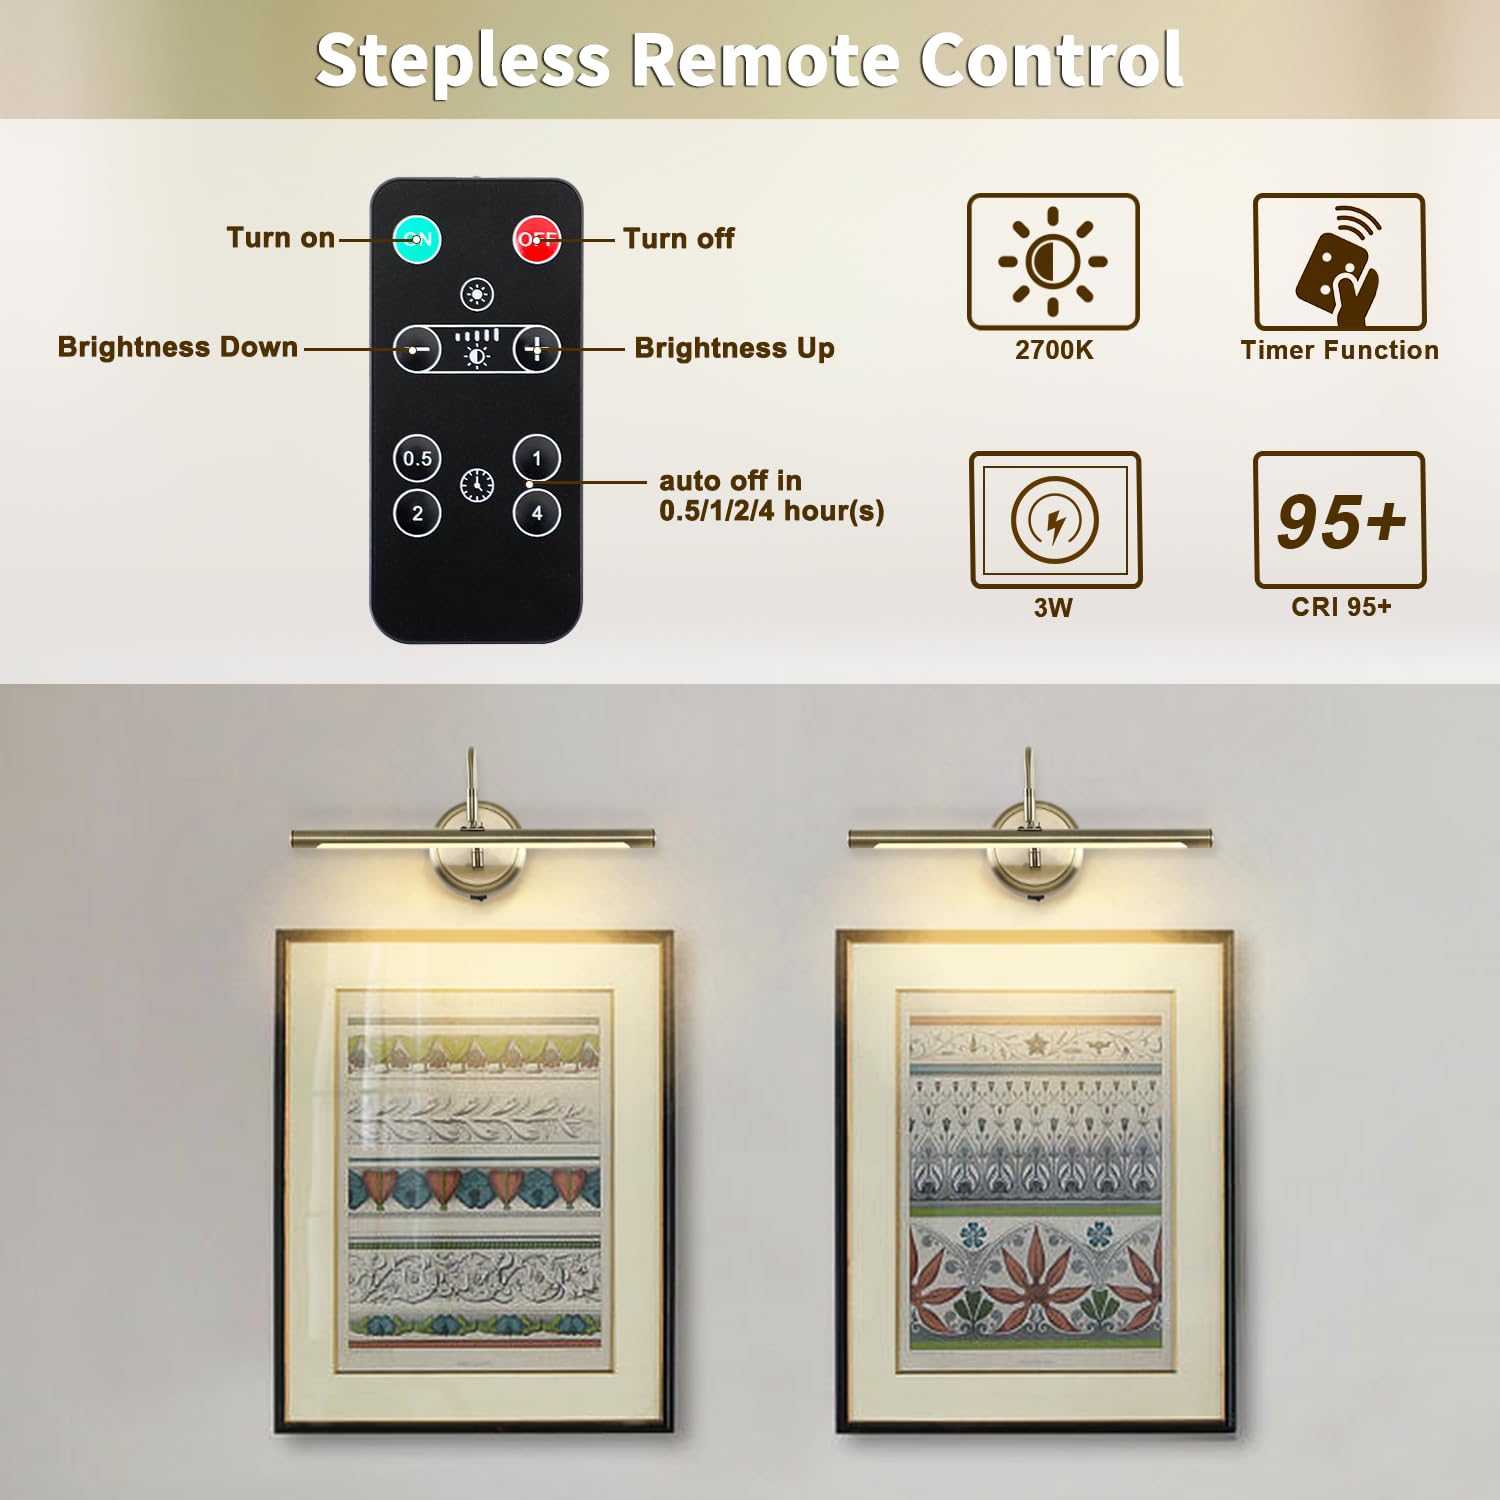 Stepless Remote Control
Turn on
ON
OFF
Turn off
Brightness Down
Brightness Up
0.5
1
2
4
auto off in
0.5/1/2/4 hour(s)
2700K
Timer Function
95+
3W
CRI 95+